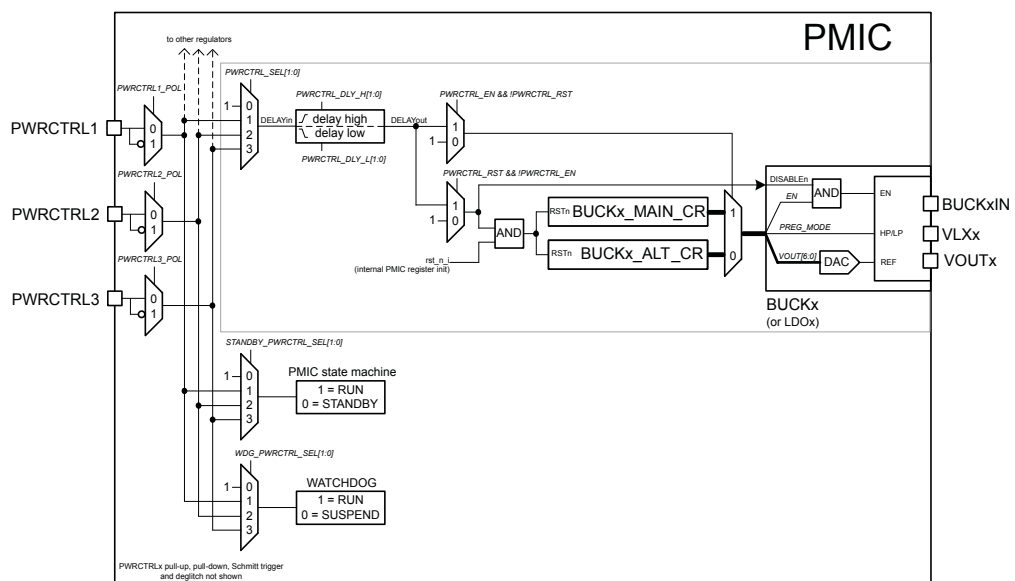 PMIC
to other regulators
PWRCTRL_SEL[1:0]
PWRCTRL1_POL
PWRCTRL_DLY_H[1:0]
PWRCTRL_EN && !PWRCTRL_RST
1
0
1
2
3
DELAYin
delay high
delay low
DELAYout
PWRCTRL_DLY_L[1:0]
1
1
0
PWRCTRL1
0
1
PWRCTRL2_POL
PWRCTRL_RST && !PWRCTRL_EN
1
1
0
DISABLEn
EN
AND
EN
BUCKxIN
PWRCTRL2
0
1
AND
RSTn
BUCKx_MAIN_CR
1
PREG_MODE
HP/LP
VLXx
RSTn
BUCKx_ALT_CR
0
VOUT[6:0]
DAC
REF
VOUTx
rst_n_i
(internal PMIC register init)
PWRCTRL3_POL
PWRCTRL3
0
1
BUCKx
(or LDOx)
STANDBY_PWRCTRL_SEL[1:0]
1
0
1
2
3
PMIC state machine
1 = RUN
0 = STANDBY
WDG_PWRCTRL_SEL[1:0]
1
0
1
2
3
WATCHDOG
1 = RUN
0 = SUSPEND
PWRCTRLx pull-up, pull-down, Schmitt trigger
and deglitch not shown